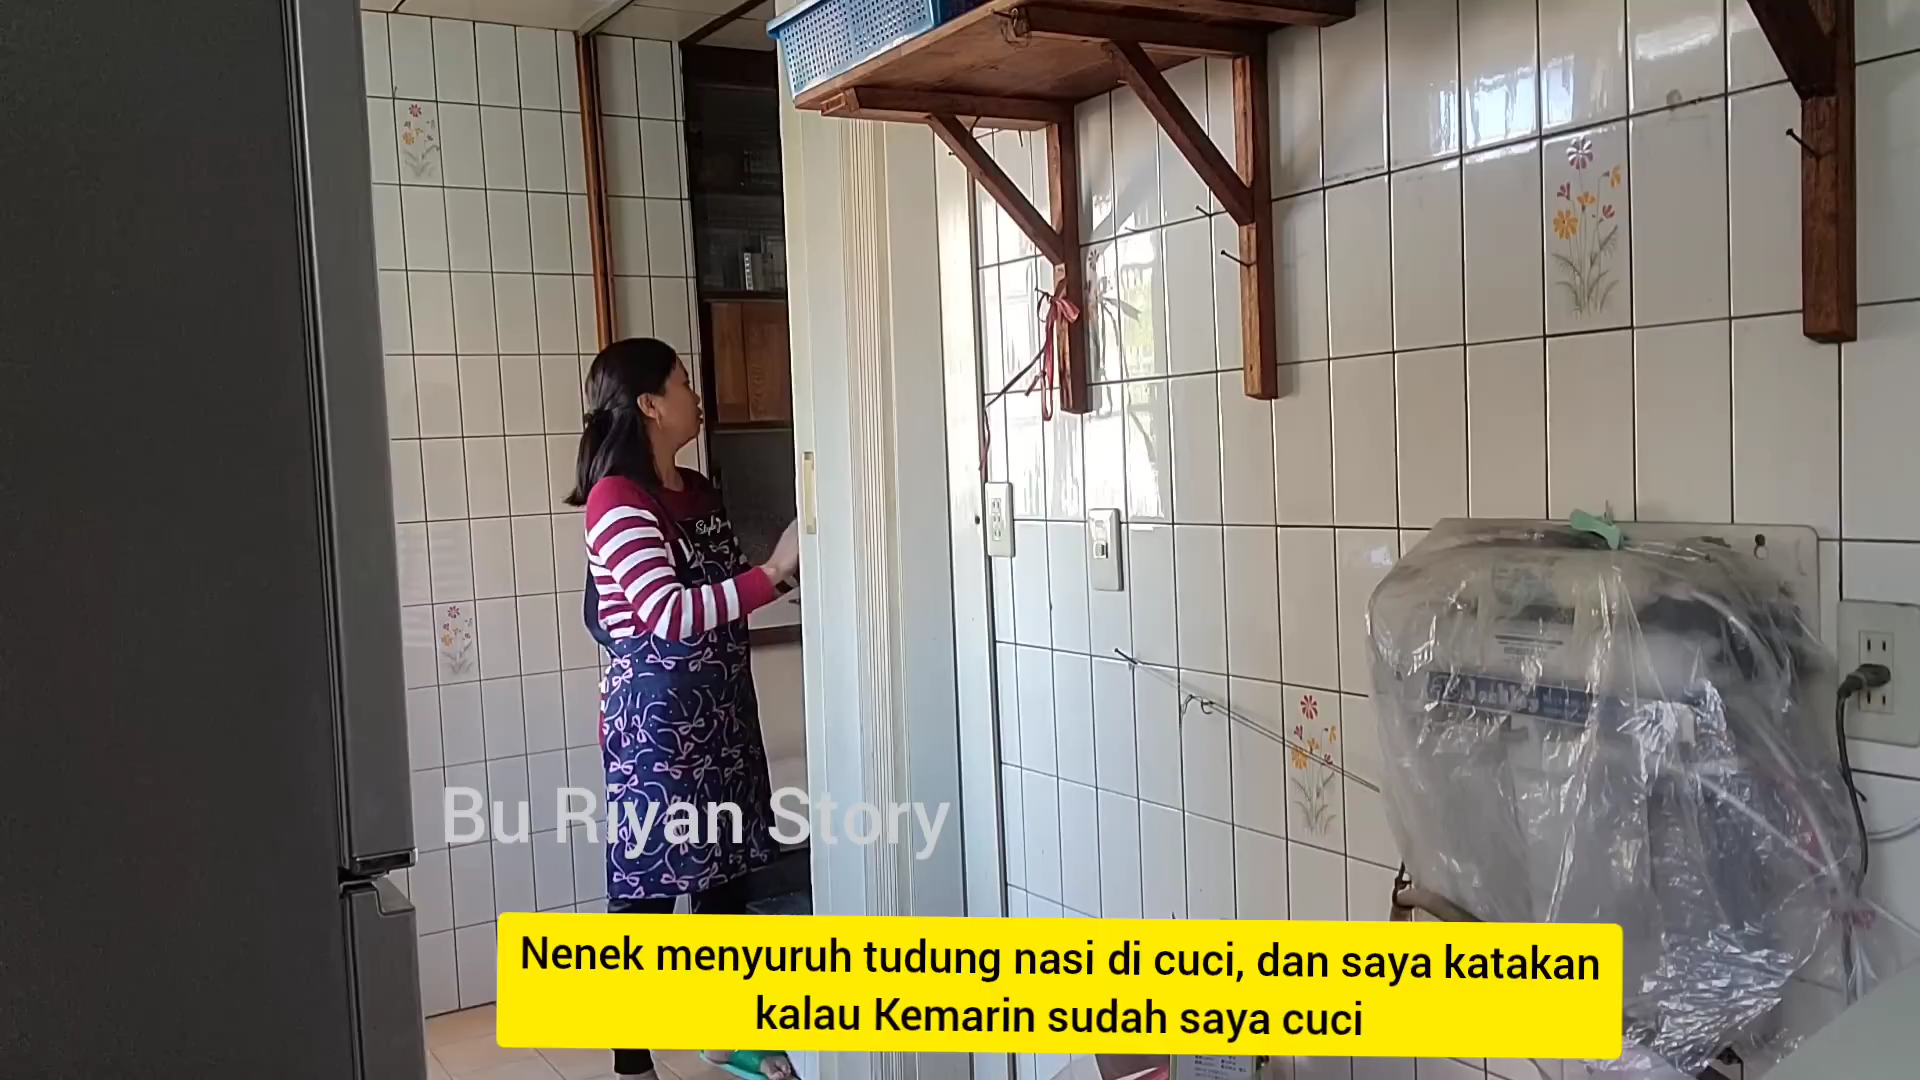 Bu Riyan Story
Nenek menyuruh tudung nasi di cuci, dan saya katakan
kalau Kemarin sudah saya cuci